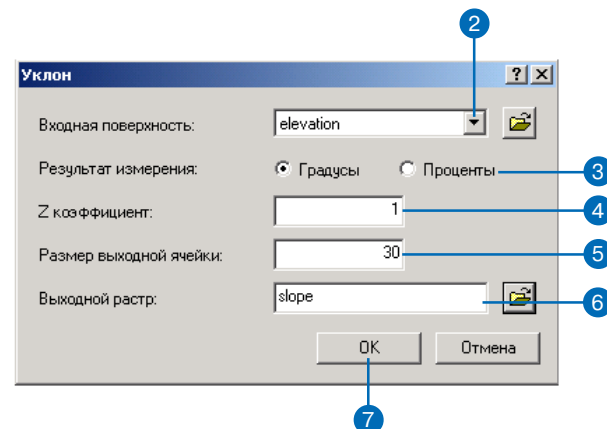 2
Уклон
Входная поверхность: elevation
Результат измерения: Градусы Проценты 3
Z коэффициент: 1 4
Размер выходной ячейки: 30 5
Выходной растр: slope 6
OK Отмена
7